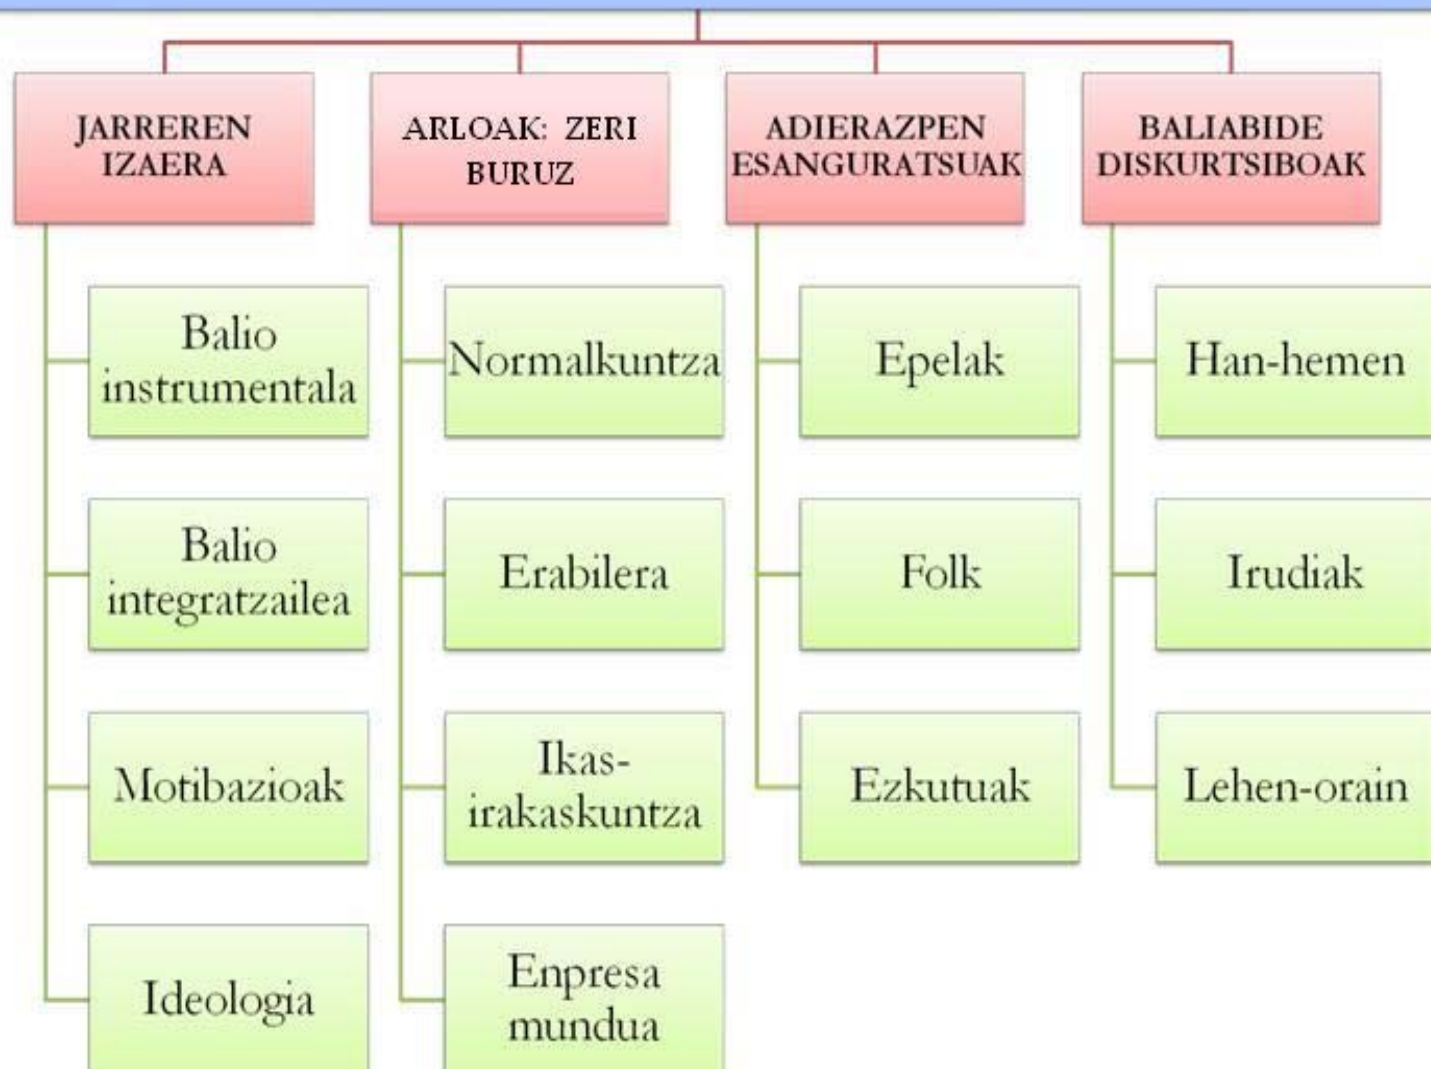 JARREREN
IZAERA
Balio
instrumentala
Balio
integratzailea
Motibazioak
Ideologia
ARLOAK: ZERI
BURUZ
Normalkuntza
Erabilera
Ikas-
irakaskuntza
Enpresa
mundua
ADIERAZPEN
ESANGURATSUAK
Epelak
Folk
Ezkutuak
BALIABIDE
DISKURTSIBOAK
Han-hemen
Irudiak
Lehen-orain